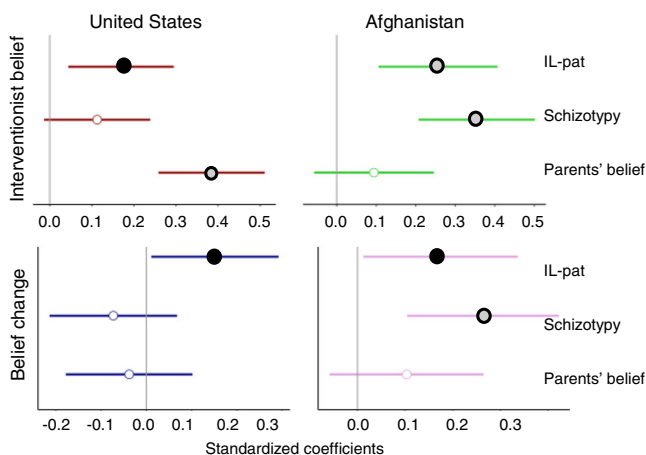 United States
Afghanistan
Interventionist belief
IL-pat
Schizotypy
Parents' belief
0.0 0.1 0.2 0.3 0.4 0.5
0.0 0.1 0.2 0.3 0.4 0.5
Belief change
IL-pat
Schizotypy
Parents' belief
-0.2 -0.1 0.0 0.1 0.2 0.3
0.0 0.1 0.2 0.3
Standardized coefficients